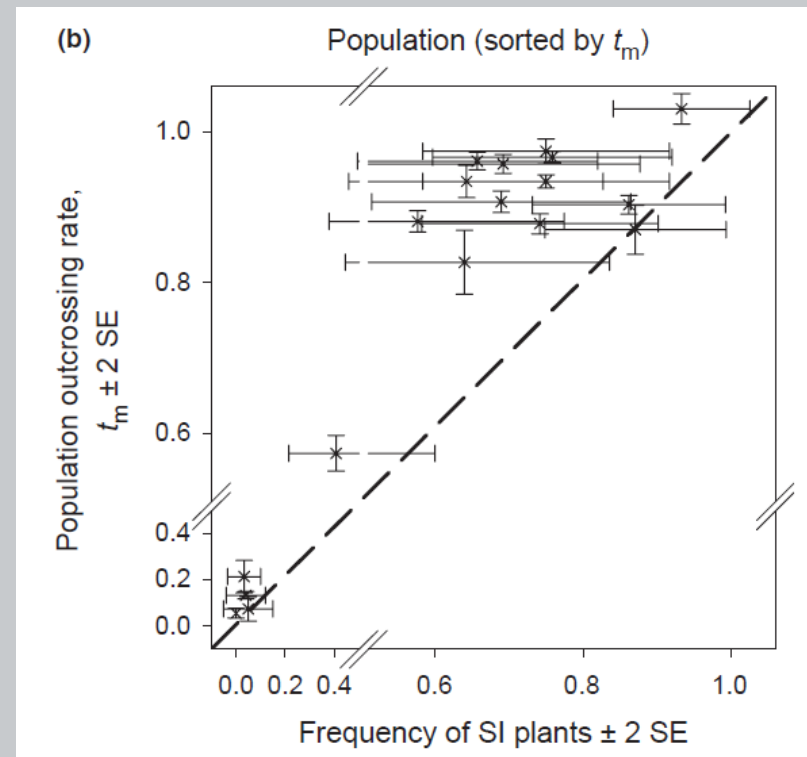 (b)
Population (sorted by tm)
Population outcrossing rate,
tm ± 2 SE
1.0
0.8
0.6
0.4
0.2
0.0
0.0 0.2 0.4 0.6 0.8 1.0
Frequency of SI plants ± 2 SE